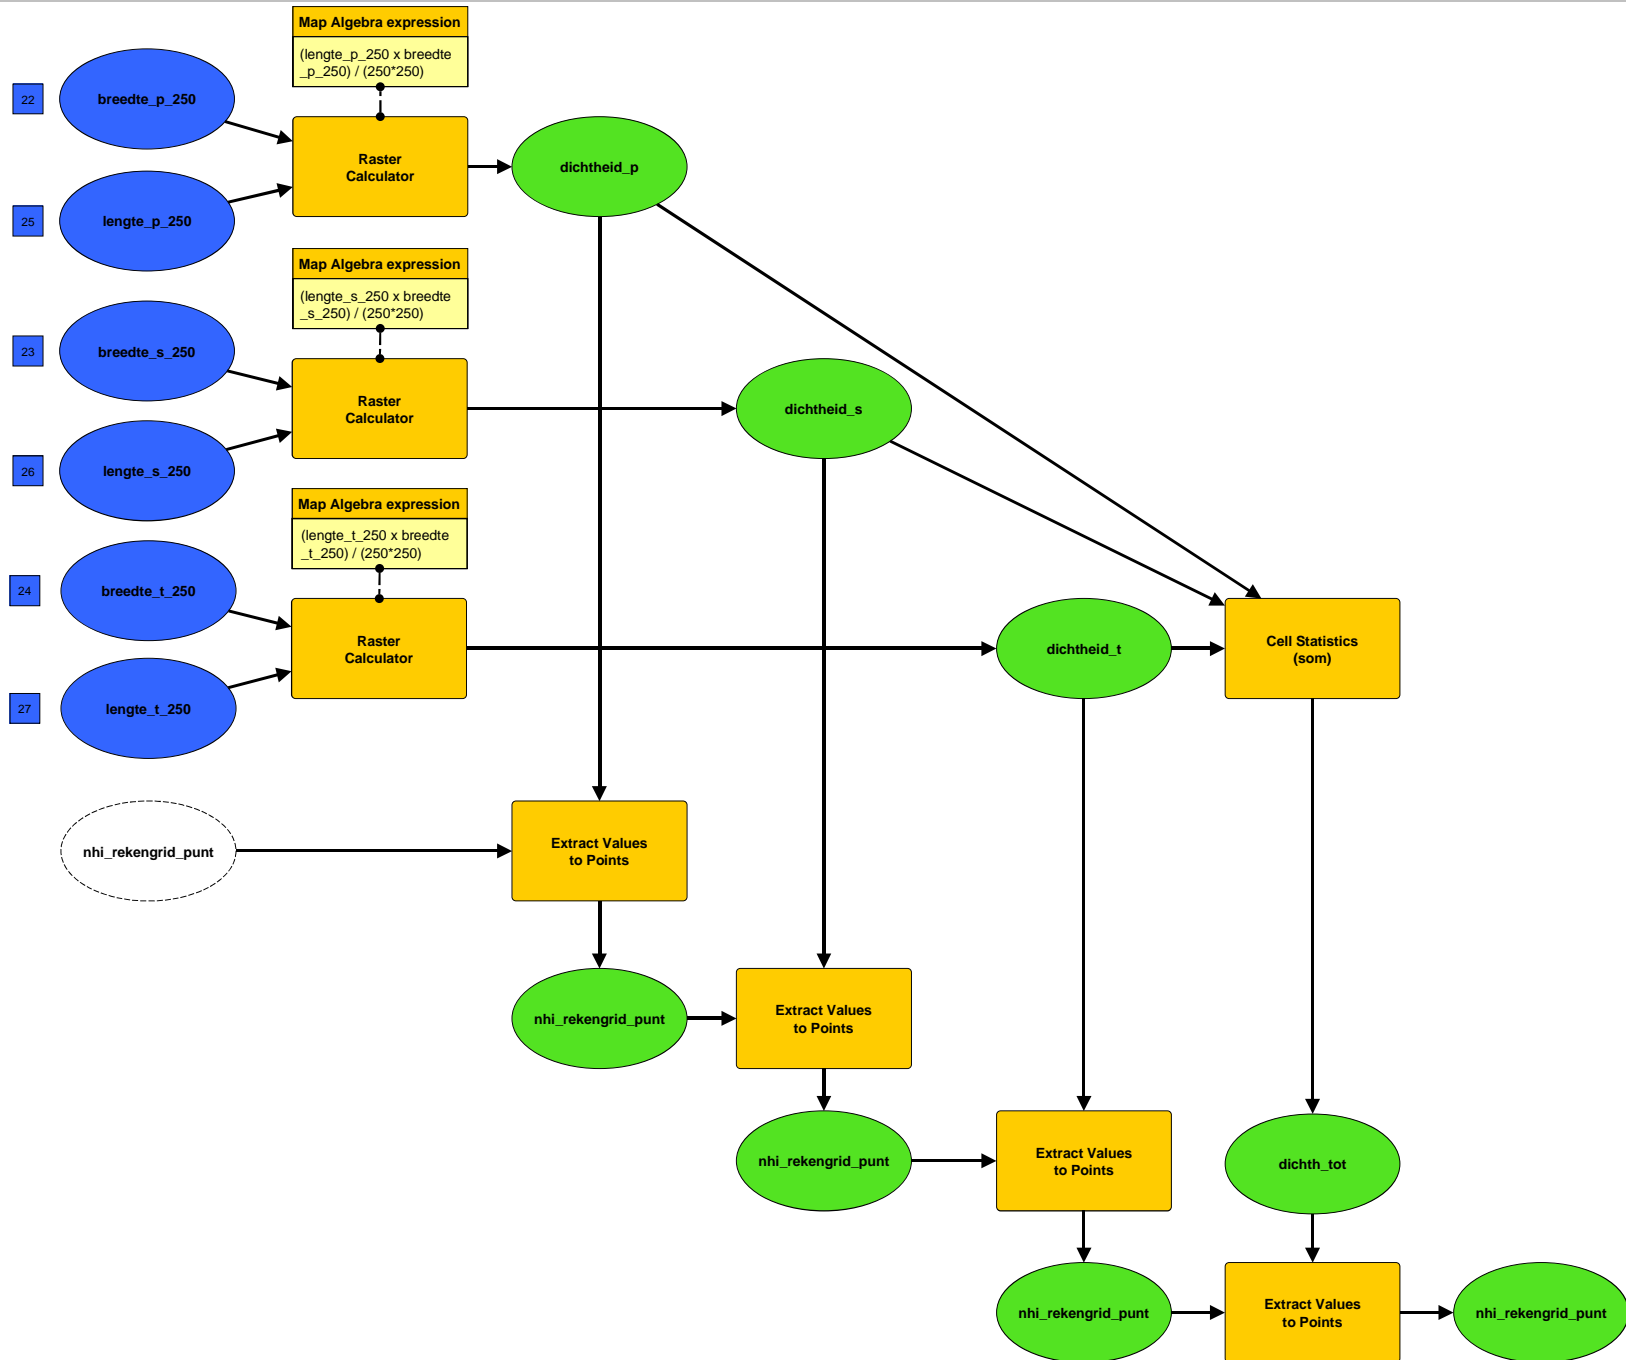 Map Algebra expression
(lengte_p_250 x breedte
_p_250) / (250*250)
22
breedte_p_250
Raster
Calculator
dichtheid_p
25
lengte_p_250
Map Algebra expression
(lengte_s_250 x breedte
_s_250) / (250*250)
23
breedte_s_250
Raster
Calculator
dichtheid_s
26
lengte_s_250
Map Algebra expression
(lengte_t_250 x breedte
_t_250) / (250*250)
24
breedte_t_250
Raster
Calculator
dichtheid_t
Cell Statistics
(som)
27
lengte_t_250
nhi_rekengrid_punt
Extract Values
to Points
nhi_rekengrid_punt
Extract Values
to Points
nhi_rekengrid_punt
Extract Values
to Points
dichth_tot
nhi_rekengrid_punt
Extract Values
to Points
nhi_rekengrid_punt